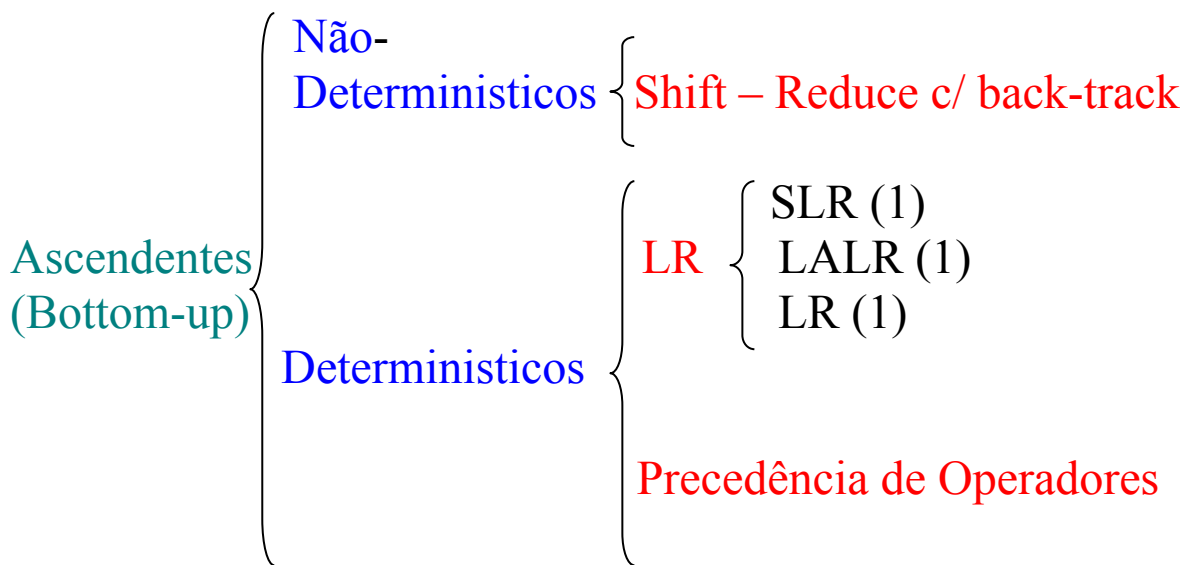 Não-
Deterministicos
Shift – Reduce c/ back-track
Ascendentes
(Bottom-up)
Deterministicos
LR
SLR (1)
LALR (1)
LR (1)
Precedência de Operadores